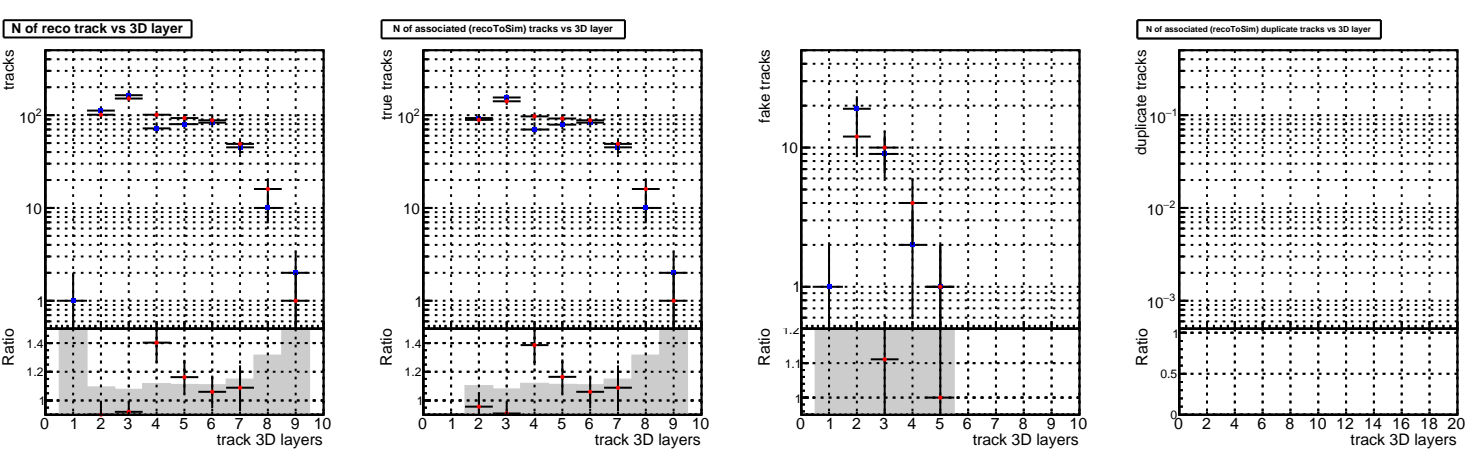 N of reco track vs 3D layer
tracks
10²
10
1
Ratio
1.4
1.2
1
0 1 2 3 4 5 6 7 8 9 10
track 3D layers
N of associated (recoToSim) tracks vs 3D layer
true tracks
10²
10
1
Ratio
1.4
1.2
1
0 1 2 3 4 5 6 7 8 9 10
track 3D layers
fake tracks
10
1
Ratio
1.2
1.1
1
0 1 2 3 4 5 6 7 8 9 10
track 3D layers
N of associated (recoToSim) duplicate tracks vs 3D layer
duplicate tracks
10⁻¹
10⁻²
10⁻³
Ratio
1
0.5
0
0 2 4 6 8 10 12 14 16 18 20
track 3D layers